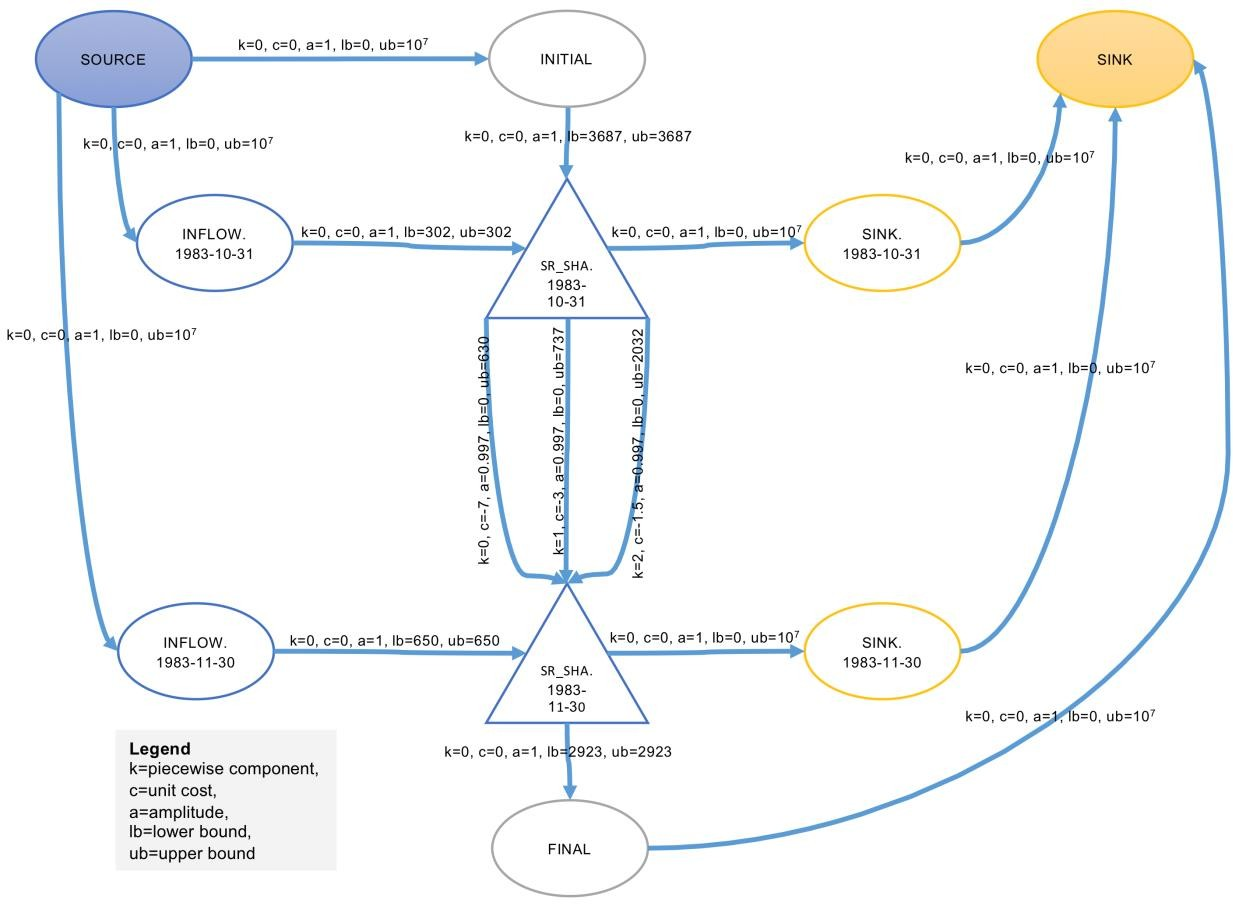 SOURCE
k=0, c=0, a=1, lb=0, ub=10⁷
INITIAL
SINK
k=0, c=0, a=1, lb=0, ub=10⁷
k=0, c=0, a=1, lb=3687, ub=3687
k=0, c=0, a=1, lb=0, ub=10⁷
INFLOW.
1983-10-31
k=0, c=0, a=1, lb=302, ub=302
SR_SHA.
1983-
10-31
k=0, c=0, a=1, lb=0, ub=10⁷
SINK.
1983-10-31
k=0, c=0, a=1, lb=0, ub=10⁷
k=0, c=-7, a=0.997, lb=0, ub=630
k=1, c=-3, a=0.997, lb=0, ub=737
k=2, c=-1.5, a=0.997, lb=0, ub=2032
k=0, c=0, a=1, lb=0, ub=10⁷
INFLOW.
1983-11-30
k=0, c=0, a=1, lb=650, ub=650
SR_SHA.
1983-
11-30
k=0, c=0, a=1, lb=0, ub=10⁷
SINK.
1983-11-30
k=0, c=0, a=1, lb=0, ub=10⁷
k=0, c=0, a=1, lb=2923, ub=2923
FINAL
Legend
k=piecewise component,
c=unit cost,
a=amplitude,
lb=lower bound,
ub=upper bound